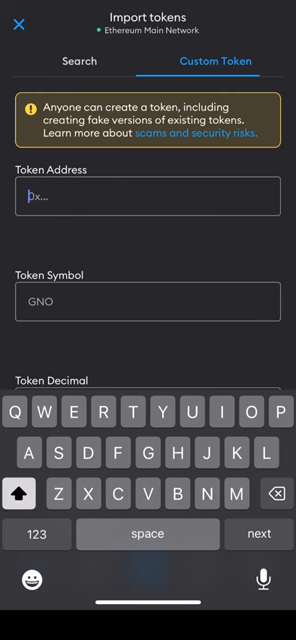 Import tokens
Ethereum Main Network
Search
Custom Token
Anyone can create a token, including
creating fake versions of existing tokens.
Learn more about scams and security risks.
Token Address
0x...
Token Symbol
GNO
Token Decimal
Q W E R T Y U I O P
A S D F G H J K L
Z X C V B N M
123 space next